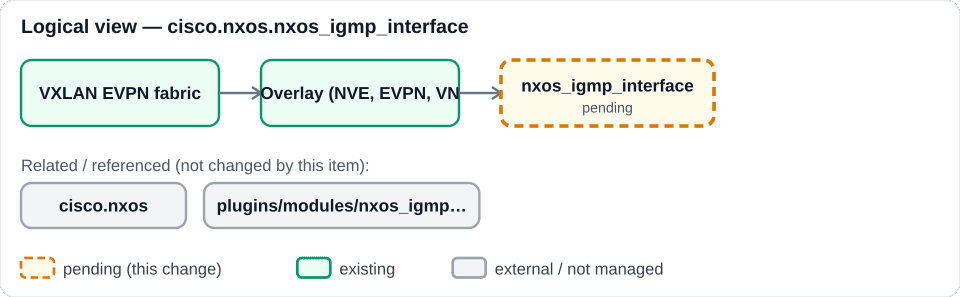 Logical view — cisco.nxos.nxos_igmp_interface
VXLAN EVPN fabric
Overlay (NVE, EVPN, VN
nxos_igmp_interface
pending
Related / referenced (not changed by this item):
cisco.nxos
plugins/modules/nxos_igmp…
pending (this change)
existing
external / not managed